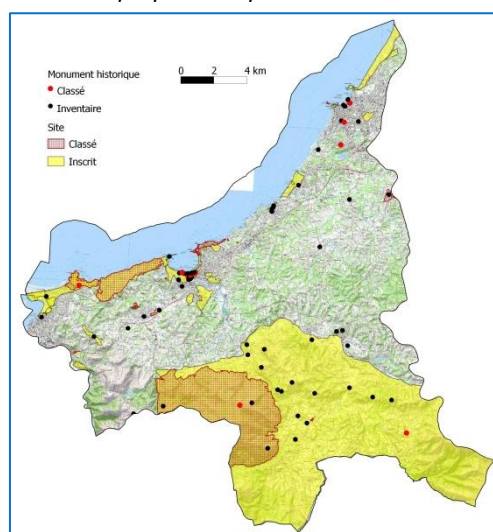 Monument historique
0 2 4 km
Classé
Inventaire
Site
Classé
Inscrit